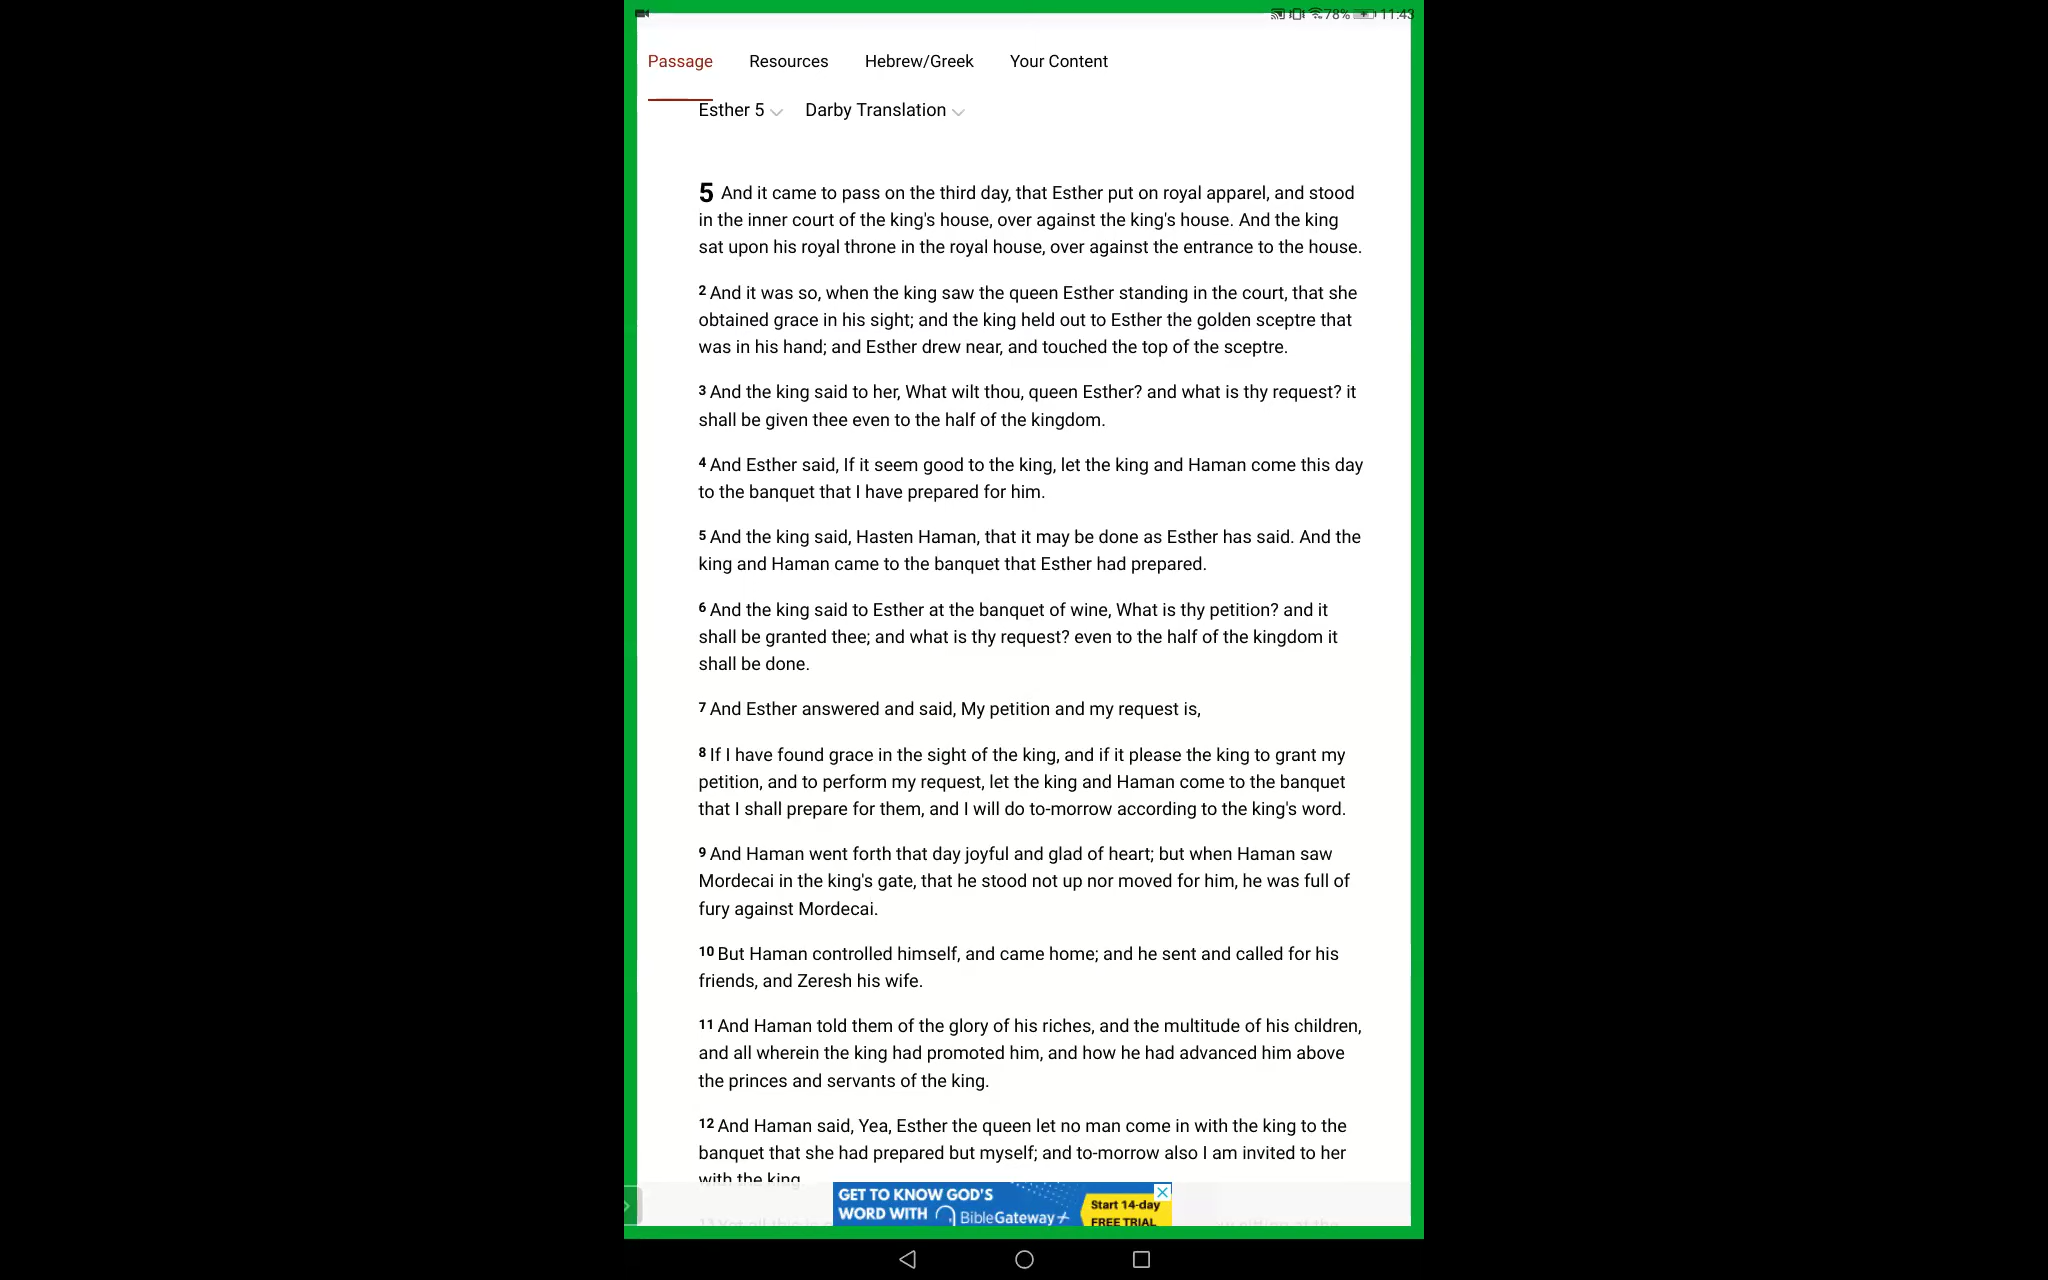 78% 11:43
Passage Resources Hebrew/Greek Your Content
Esther 5 Darby Translation
5 And it came to pass on the third day, that Esther put on royal apparel, and stood
in the inner court of the king's house, over against the king's house. And the king
sat upon his royal throne in the royal house, over against the entrance to the house.
2 And it was so, when the king saw the queen Esther standing in the court, that she
obtained grace in his sight; and the king held out to Esther the golden sceptre that
was in his hand; and Esther drew near, and touched the top of the sceptre.
3 And the king said to her, What wilt thou, queen Esther? and what is thy request? it
shall be given thee even to the half of the kingdom.
4 And Esther said, If it seem good to the king, let the king and Haman come this day
to the banquet that I have prepared for him.
5 And the king said, Hasten Haman, that it may be done as Esther has said. And the
king and Haman came to the banquet that Esther had prepared.
6 And the king said to Esther at the banquet of wine, What is thy petition? and it
shall be granted thee; and what is thy request? even to the half of the kingdom it
shall be done.
7 And Esther answered and said, My petition and my request is,
8 If I have found grace in the sight of the king, and if it please the king to grant my
petition, and to perform my request, let the king and Haman come to the banquet
that I shall prepare for them, and I will do to-morrow according to the king's word.
9 And Haman went forth that day joyful and glad of heart; but when Haman saw
Mordecai in the king's gate, that he stood not up nor moved for him, he was full of
fury against Mordecai.
10 But Haman controlled himself, and came home; and he sent and called for his
friends, and Zeresh his wife.
11 And Haman told them of the glory of his riches, and the multitude of his children,
and all wherein the king had promoted him, and how he had advanced him above
the princes and servants of the king.
12 And Haman said, Yea, Esther the queen let no man come in with the king to the
banquet that she had prepared but myself; and to-morrow also I am invited to her
with the king.
GET TO KNOW GOD'S
WORD WITH BibleGateway+
Start 14-day
FREE TRIAL